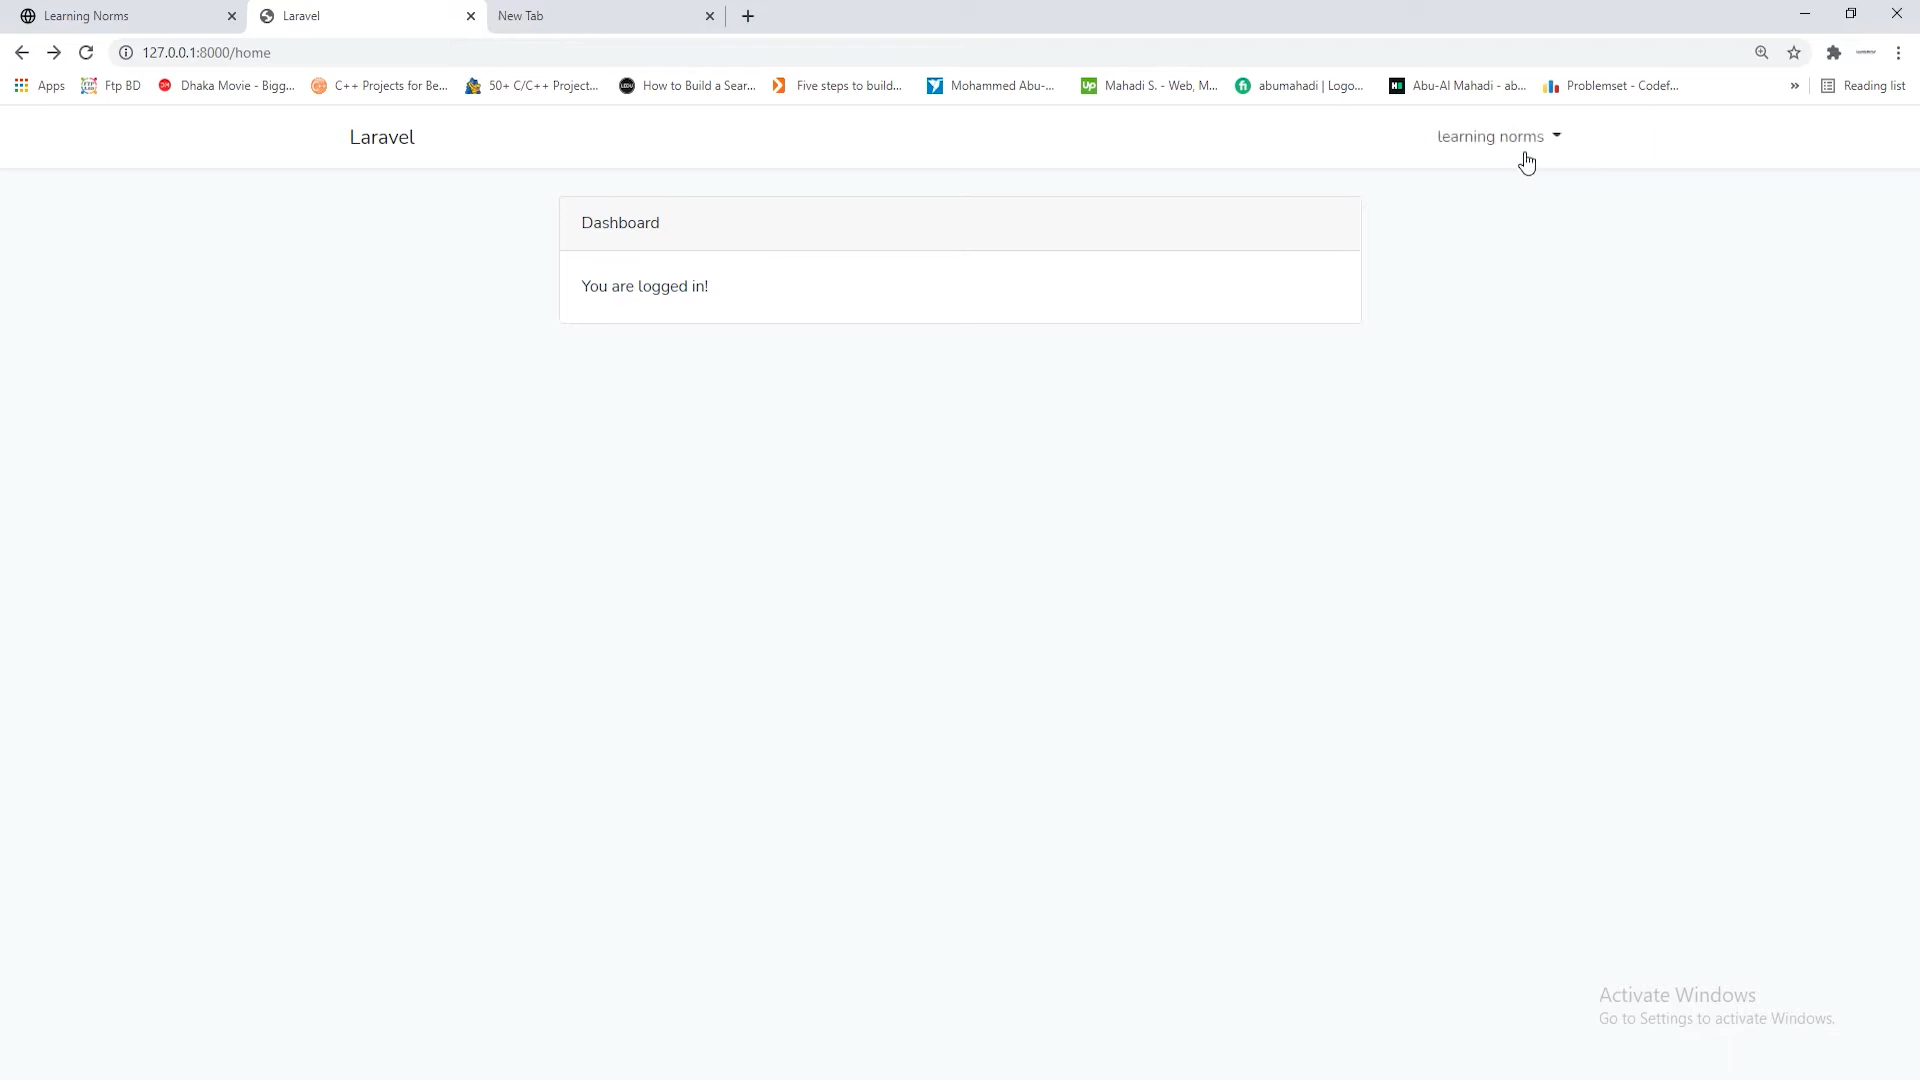 Learning Norms
Laravel
New Tab
127.0.0.1:8000/home
Apps
Ftp BD
Dhaka Movie - Bigg...
C++ Projects for Be...
50+ C/C++ Project...
How to Build a Sear...
Five steps to build...
Mohammed Abu-...
Mahadi S. - Web, M...
abumahadi | Logo...
Abu-Al Mahadi - ab...
Problemset - Codef...
»
Reading list
Laravel
learning norms
Dashboard
You are logged in!
Activate Windows
Go to Settings to activate Windows.